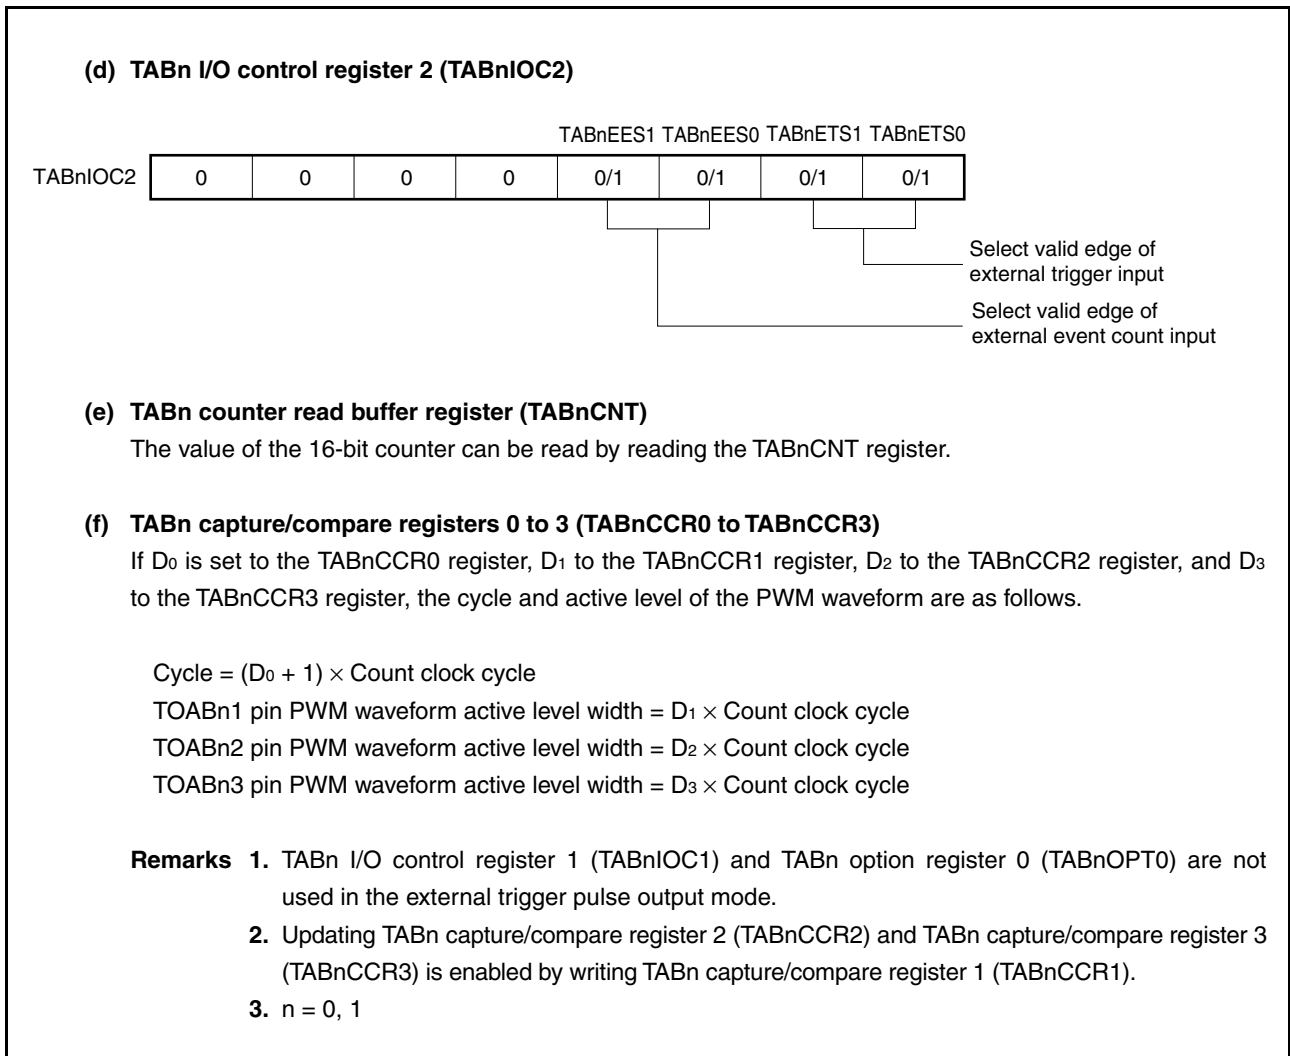 (d) TABn I/O control register 2 (TABnIOC2)
TABnEES1 TABnEES0 TABnETS1 TABnETS0
TABnIOC2 0 0 0 0 0/1 0/1 0/1 0/1
Select valid edge of
external trigger input
Select valid edge of
external event count input
(e) TABn counter read buffer register (TABnCNT)
The value of the 16-bit counter can be read by reading the TABnCNT register.
(f) TABn capture/compare registers 0 to 3 (TABnCCR0 to TABnCCR3)
If D0 is set to the TABnCCR0 register, D1 to the TABnCCR1 register, D2 to the TABnCCR2 register, and D3
to the TABnCCR3 register, the cycle and active level of the PWM waveform are as follows.
Cycle = (D0 + 1) × Count clock cycle
TOABn1 pin PWM waveform active level width = D1 × Count clock cycle
TOABn2 pin PWM waveform active level width = D2 × Count clock cycle
TOABn3 pin PWM waveform active level width = D3 × Count clock cycle
Remarks 1. TABn I/O control register 1 (TABnIOC1) and TABn option register 0 (TABnOPT0) are not
used in the external trigger pulse output mode.
2. Updating TABn capture/compare register 2 (TABnCCR2) and TABn capture/compare register 3
(TABnCCR3) is enabled by writing TABn capture/compare register 1 (TABnCCR1).
3. n = 0, 1